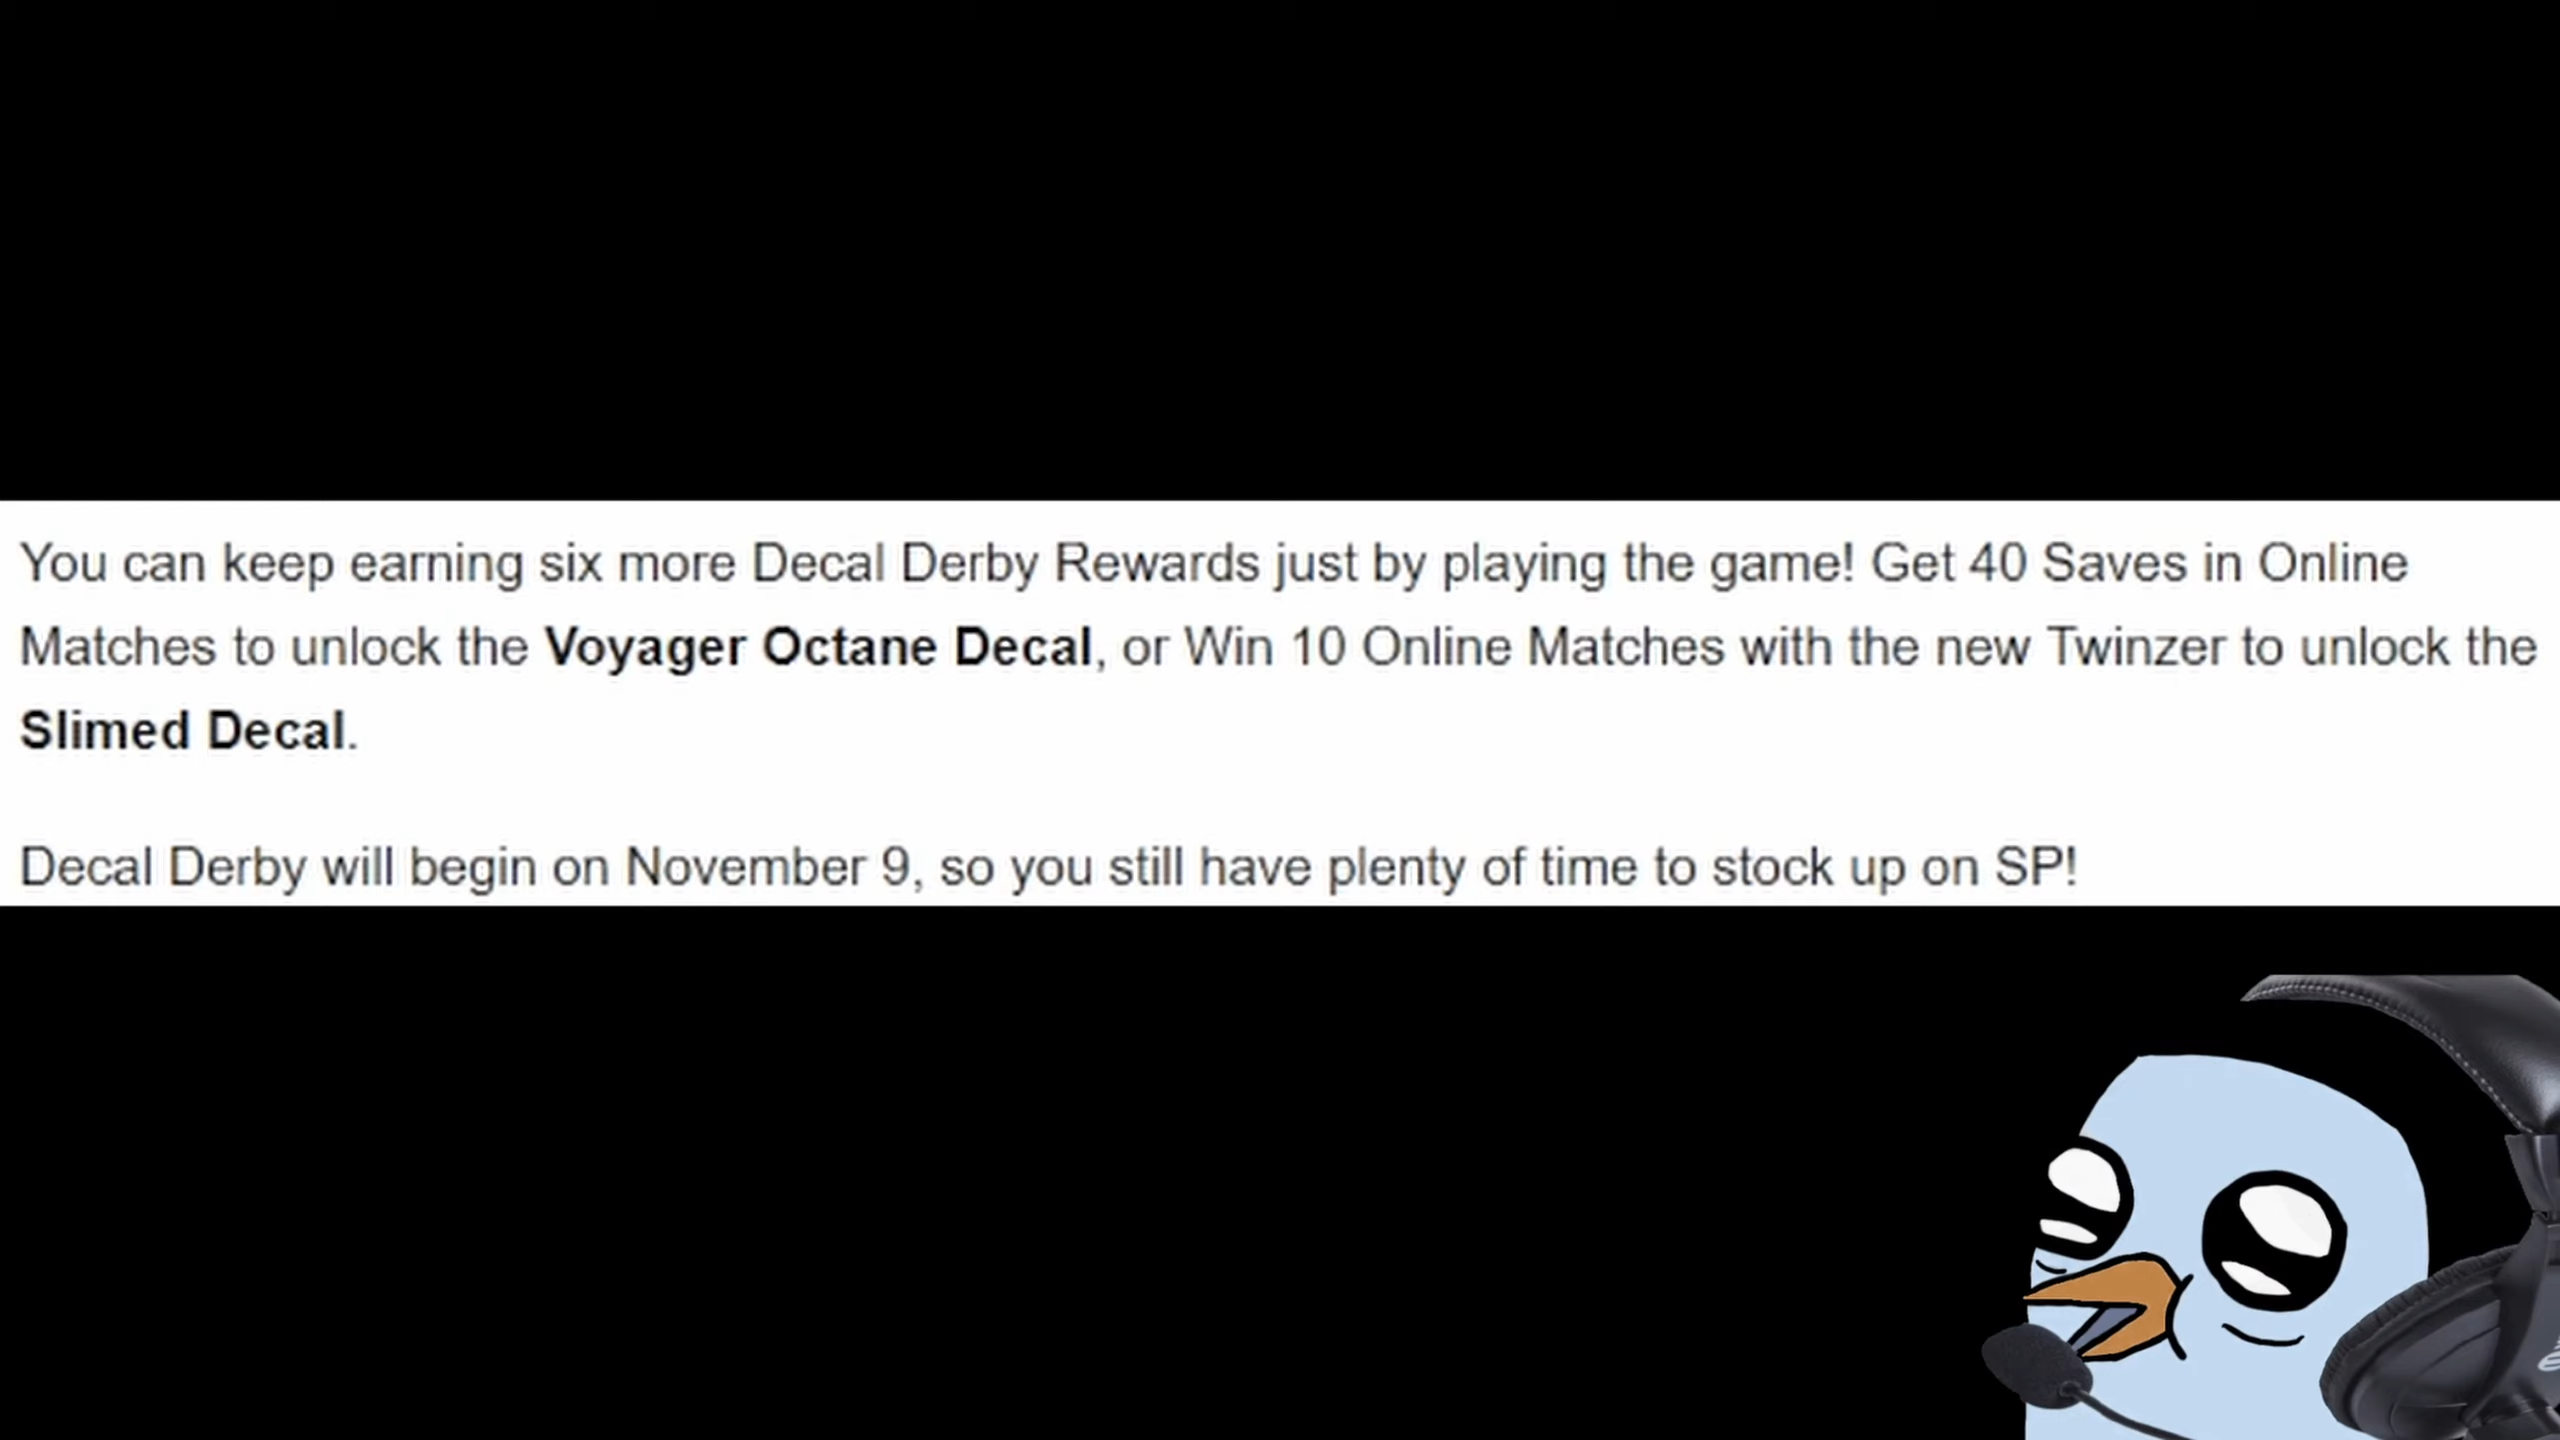 You can keep earning six more Decal Derby Rewards just by playing the game! Get 40 Saves in Online
Matches to unlock the Voyager Octane Decal, or Win 10 Online Matches with the new Twinzer to unlock the
Slimed Decal.
Decal Derby will begin on November 9, so you still have plenty of time to stock up on SP!